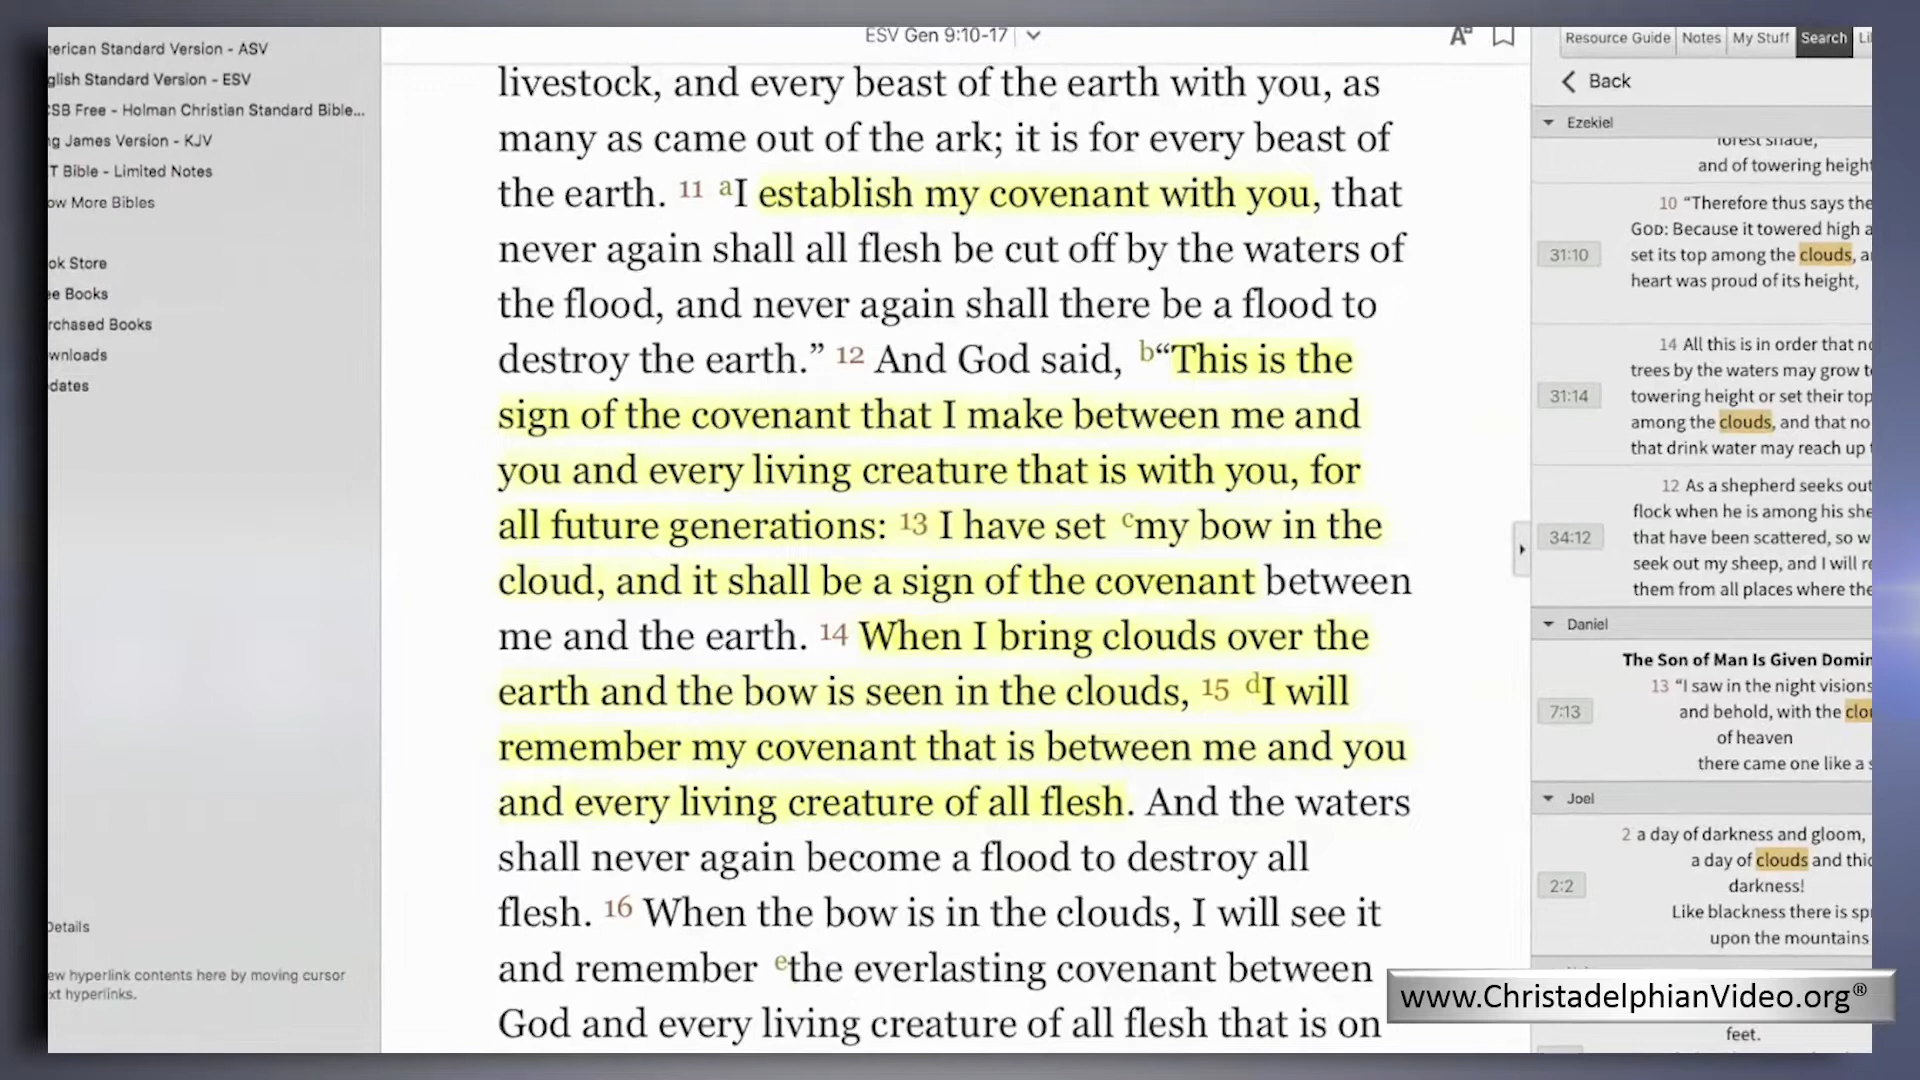 erican Standard Version - ASV
glish Standard Version - ESV
CSB Free - Holman Christian Standard Bible...
g James Version - KJV
T Bible - Limited Notes
ow More Bibles
ok Store
ee Books
rchased Books
wnloads
dates
Details
ew hyperlink contents here by moving cursor
xt hyperlinks.
ESV Gen 9:10-17
livestock, and every beast of the earth with you, as
many as came out of the ark; it is for every beast of
the earth. 11 aI establish my covenant with you, that
never again shall all flesh be cut off by the waters of
the flood, and never again shall there be a flood to
destroy the earth.” 12 And God said, b“This is the
sign of the covenant that I make between me and
you and every living creature that is with you, for
all future generations: 13 I have set cmy bow in the
cloud, and it shall be a sign of the covenant between
me and the earth. 14 When I bring clouds over the
earth and the bow is seen in the clouds, 15 dI will
remember my covenant that is between me and you
and every living creature of all flesh. And the waters
shall never again become a flood to destroy all
flesh. 16 When the bow is in the clouds, I will see it
and remember ethe everlasting covenant between
God and every living creature of all flesh that is on
Resource Guide Notes My Stuff Search Li
Back
Ezekiel
forest shade,
and of towering height
10 “Therefore thus says the
GOD: Because it towered high a
31:10 set its top among the clouds, a
heart was proud of its height,
14 All this is in order that no
trees by the waters may grow t
31:14 towering height or set their top
among the clouds, and that no
that drink water may reach up
12 As a shepherd seeks out
flock when he is among his she
34:12 that have been scattered, so w
seek out my sheep, and I will re
them from all places where the
Daniel
The Son of Man Is Given Domin
13 “I saw in the night visions
7:13 and behold, with the clou
of heaven
there came one like a s
Joel
2 a day of darkness and gloom,
a day of clouds and thic
2:2 darkness!
Like blackness there is spr
upon the mountains
www.ChristadelphianVideo.org®
feet.